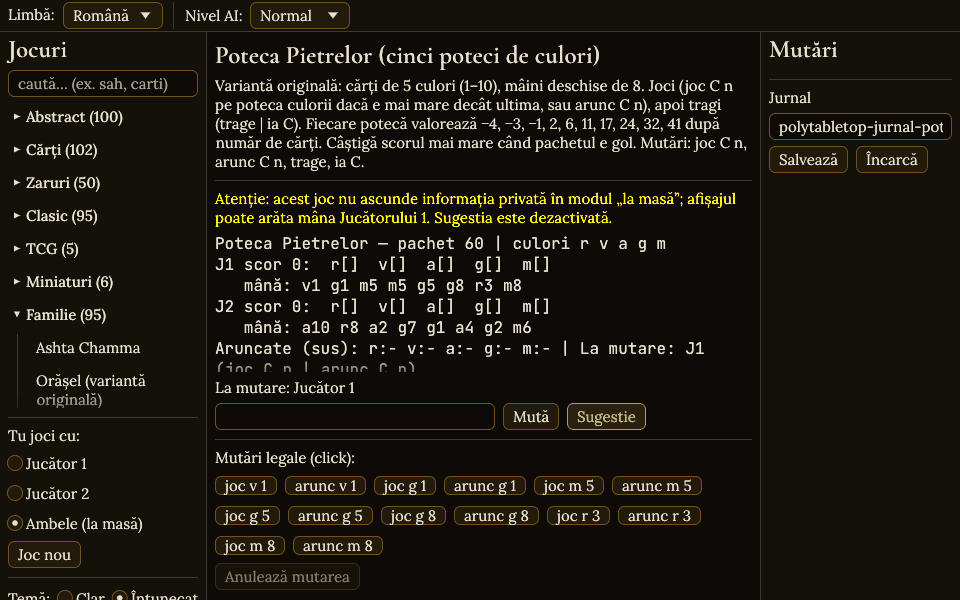 Limbă: Română ▼ Nivel AI: Normal ▼
Jocuri
caută... (ex. sah, carti)
▸ Abstract (100)
▸ Cărți (102)
▸ Zaruri (50)
▸ Clasic (95)
▸ TCG (5)
▸ Miniaturi (6)
▾ Familie (95)
Ashta Chamma
Orășel (variantă
originală)
Tu joci cu:
Jucător 1
Jucător 2
Ambele (la masă)
Joc nou
Temă: Clar Întunecat
Poteca Pietrelor (cinci poteci de culori)
Variantă originală: cărți de 5 culori (1–10), mâini deschise de 8. Joci (joc C n
pe poteca culorii dacă e mai mare decât ultima, sau arunc C n), apoi tragi
(trage | ia C). Fiecare potecă valorează −4, −3, −1, 2, 6, 11, 17, 24, 32, 41 după
număr de cărți. Câștigă scorul mai mare când pachetul e gol. Mutări: joc C n,
arunc C n, trage, ia C.
Atenție: acest joc nu ascunde informația privată în modul „la masă”; afișajul
poate arăta mâna Jucătorului 1. Sugestia este dezactivată.
Poteca Pietrelor — pachet 60 | culori r v a g m
J1 scor 0: r[] v[] a[] g[] m[]
mână: v1 g1 m5 m5 g5 g8 r3 m8
J2 scor 0: r[] v[] a[] g[] m[]
mână: a10 r8 a2 g7 g1 a4 g2 m6
Aruncate (sus): r:- v:- a:- g:- m:- | La mutare: J1
(joc C n | arunc C n)
La mutare: Jucător 1
Mută Sugestie
Mutări legale (click):
joc v 1 arunc v 1 joc g 1 arunc g 1 joc m 5 arunc m 5
joc g 5 arunc g 5 joc g 8 arunc g 8 joc r 3 arunc r 3
joc m 8 arunc m 8
Anulează mutarea
Mutări
Jurnal
polytabletop-jurnal-pot
Salvează Încarcă